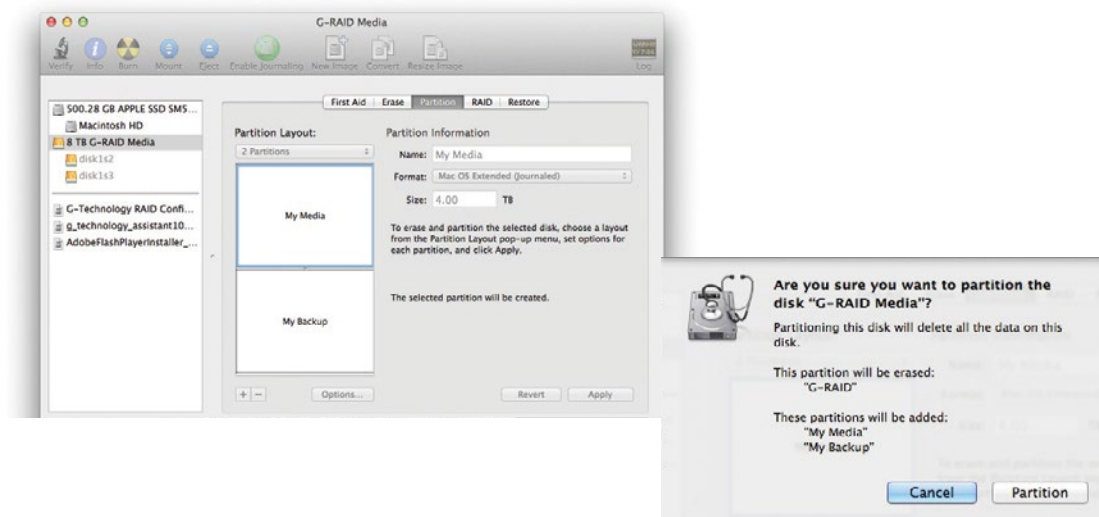 G-RAID Media
Verify Info Burn Mount Eject Enable Journaling New Image Convert Resize Image Log
First Aid Erase Partition RAID Restore
500.28 GB APPLE SSD SM5...
Macintosh HD
8 TB G-RAID Media
disk1s2
disk1s3
G-Technology RAID Confi...
g_technology_assistant10...
AdobeFlashPlayerInstaller_...
Partition Layout:
2 Partitions
My Media
My Backup
+ − Options...
Partition Information
Name: My Media
Format: Mac OS Extended (Journaled)
Size: 4.00 TB
To erase and partition the selected disk, choose a layout
from the Partition Layout pop-up menu, set options for
each partition, and click Apply.
The selected partition will be created.
Revert Apply
Are you sure you want to partition the
disk “G-RAID Media”?
Partitioning this disk will delete all the data on this
disk.
This partition will be erased:
“G-RAID”
These partitions will be added:
“My Media”
“My Backup”
Cancel Partition